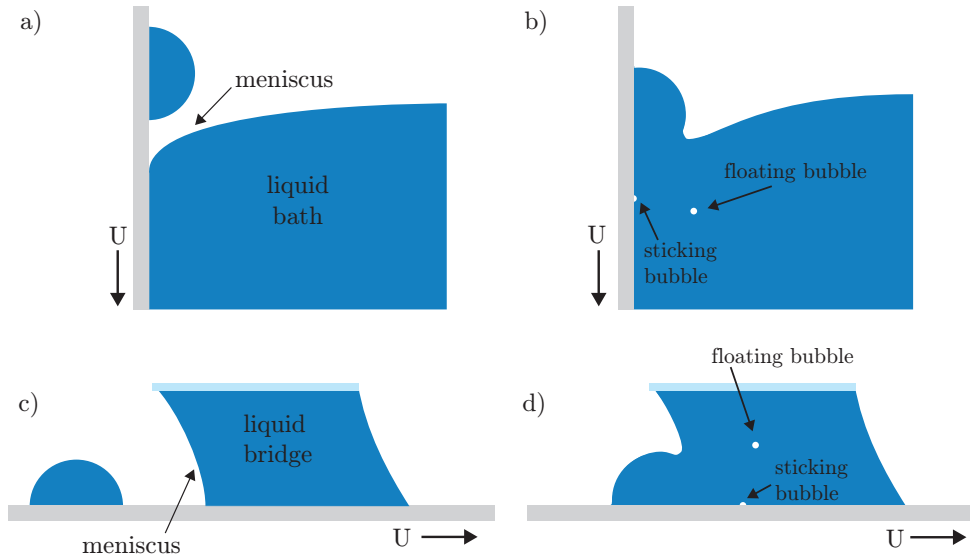 a)
meniscus
liquid
bath
U
b)
floating bubble
U
sticking
bubble
c)
liquid
bridge
meniscus
U
d)
floating bubble
sticking
bubble
U